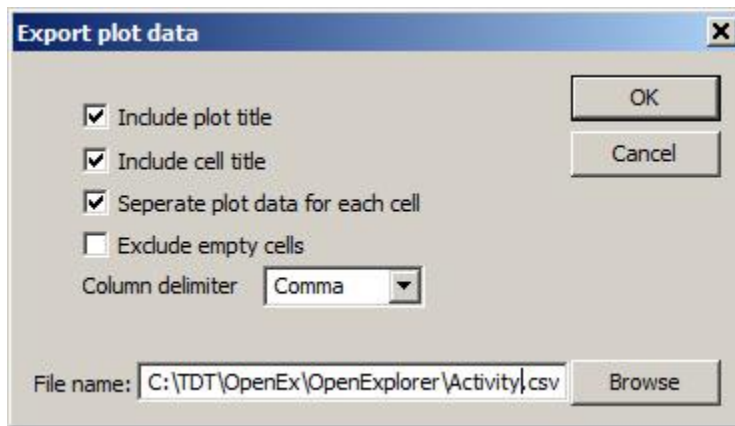 Export plot data
OK
Include plot title
Cancel
Include cell title
Seperate plot data for each cell
Exclude empty cells
Column delimiter Comma
File name: C:\TDT\OpenEx\OpenExplorer\Activity.csv Browse